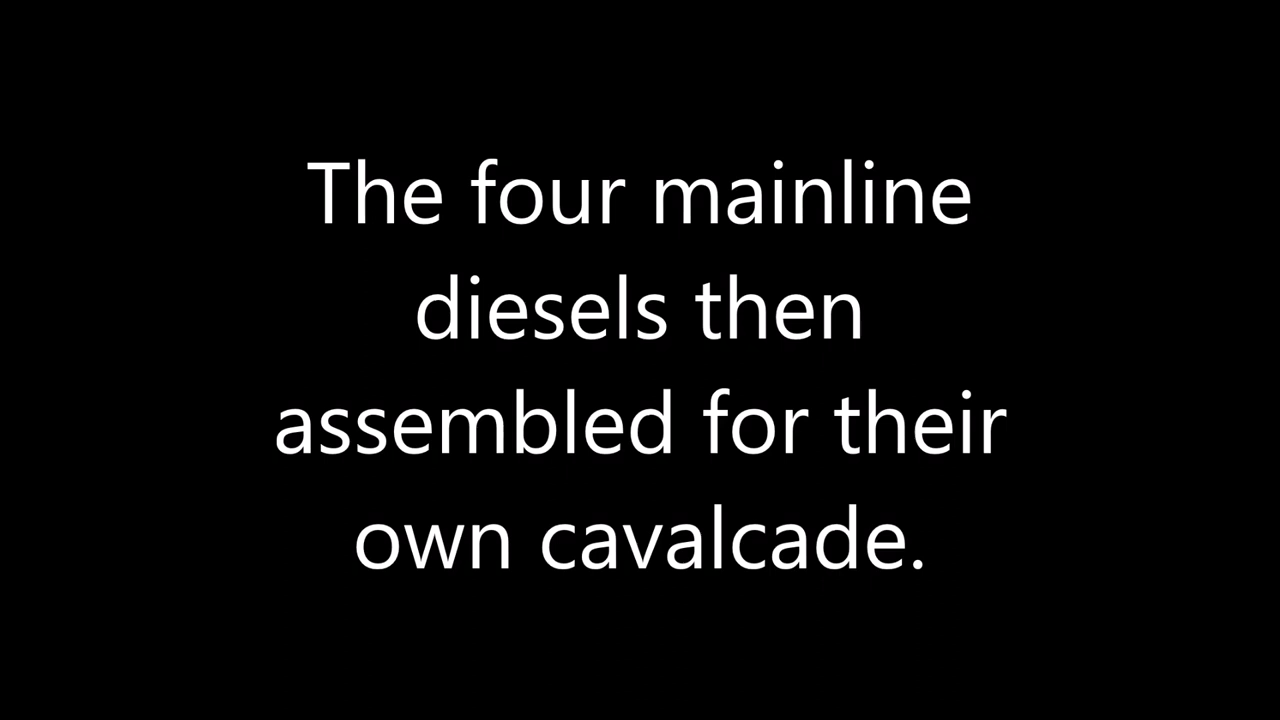 The four mainline
diesels then
assembled for their
own cavalcade.